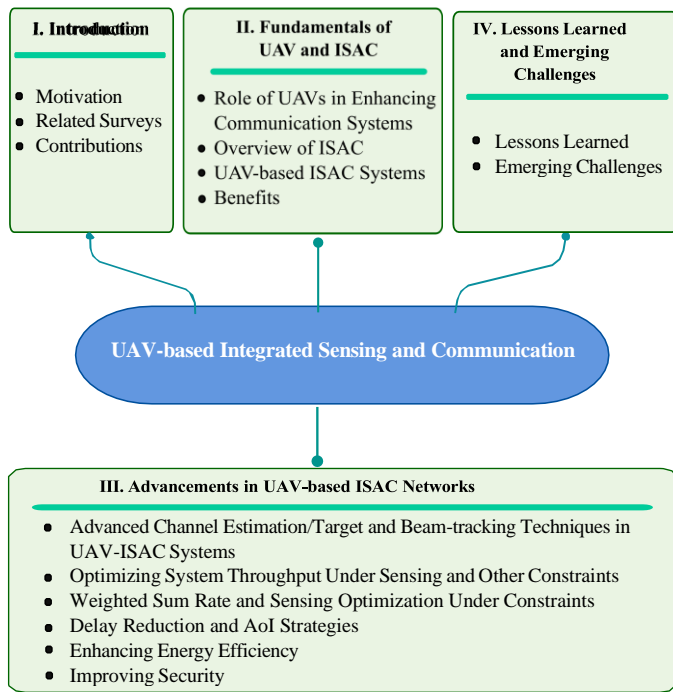 I. Introduction
• Motivation
• Related Surveys
• Contributions
II. Fundamentals of
UAV and ISAC
• Role of UAVs in Enhancing
Communication Systems
• Overview of ISAC
• UAV-based ISAC Systems
• Benefits
IV. Lessons Learned
and Emerging
Challenges
• Lessons Learned
• Emerging Challenges
UAV-based Integrated Sensing and Communication
III. Advancements in UAV-based ISAC Networks
• Advanced Channel Estimation/Target and Beam-tracking Techniques in
UAV-ISAC Systems
• Optimizing System Throughput Under Sensing and Other Constraints
• Weighted Sum Rate and Sensing Optimization Under Constraints
• Delay Reduction and AoI Strategies
• Enhancing Energy Efficiency
• Improving Security